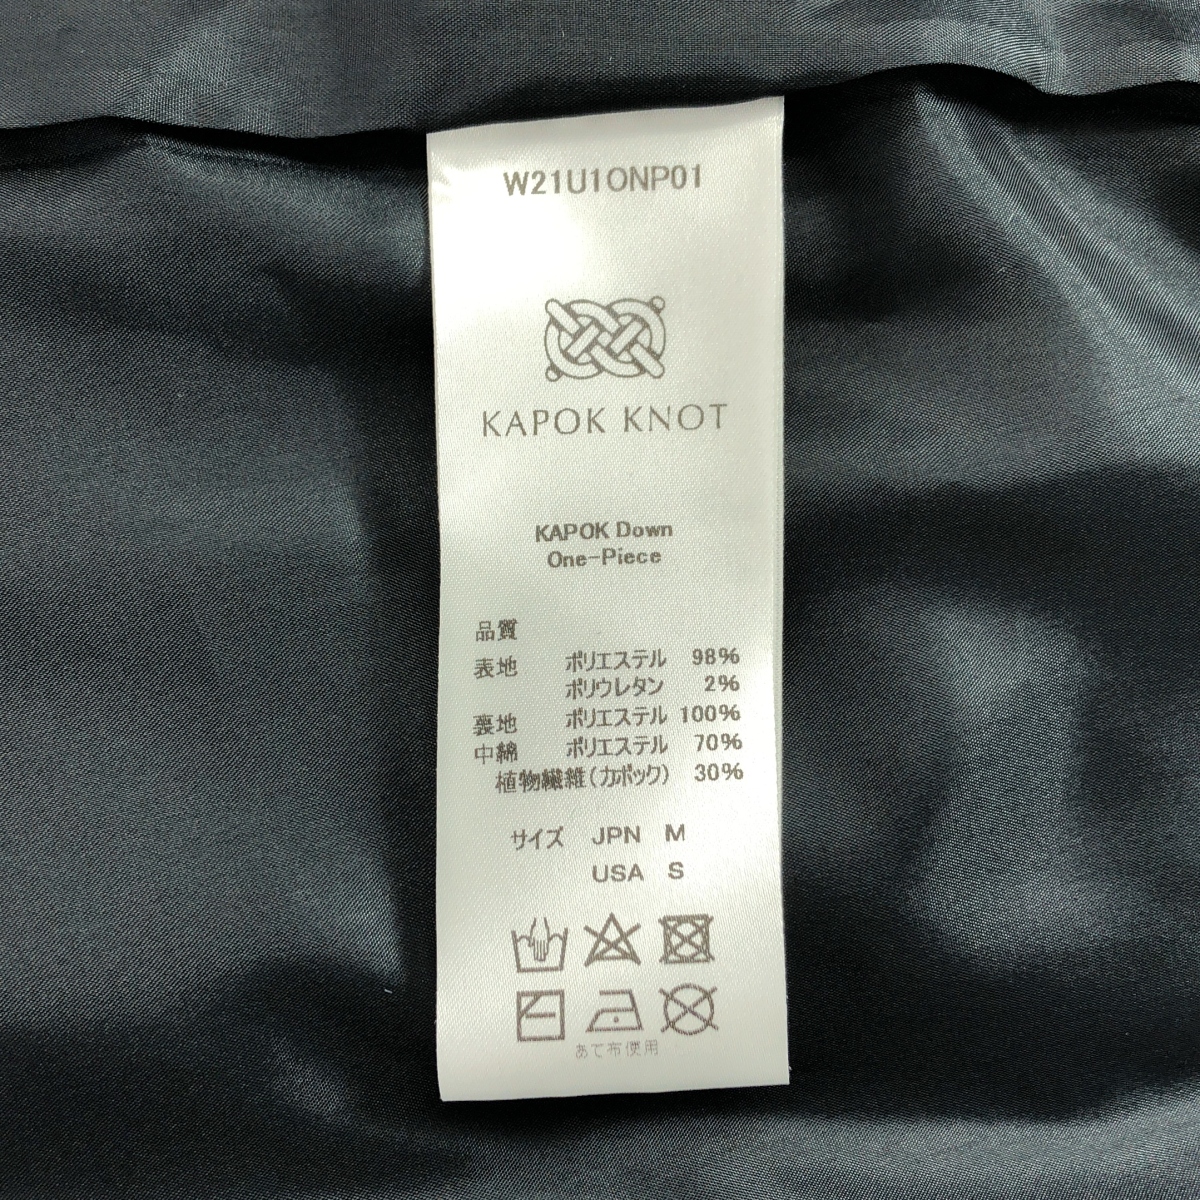 W21U1ONP01
KAPOK KNOT
KAPOK Down
One-Piece
品質
表地 ポリエステル 98%
ポリウレタン 2%
裏地 ポリエステル 100%
中綿 ポリエステル 70%
植物繊維(カポック) 30%
サイズ JPN M
USA S
あて布使用